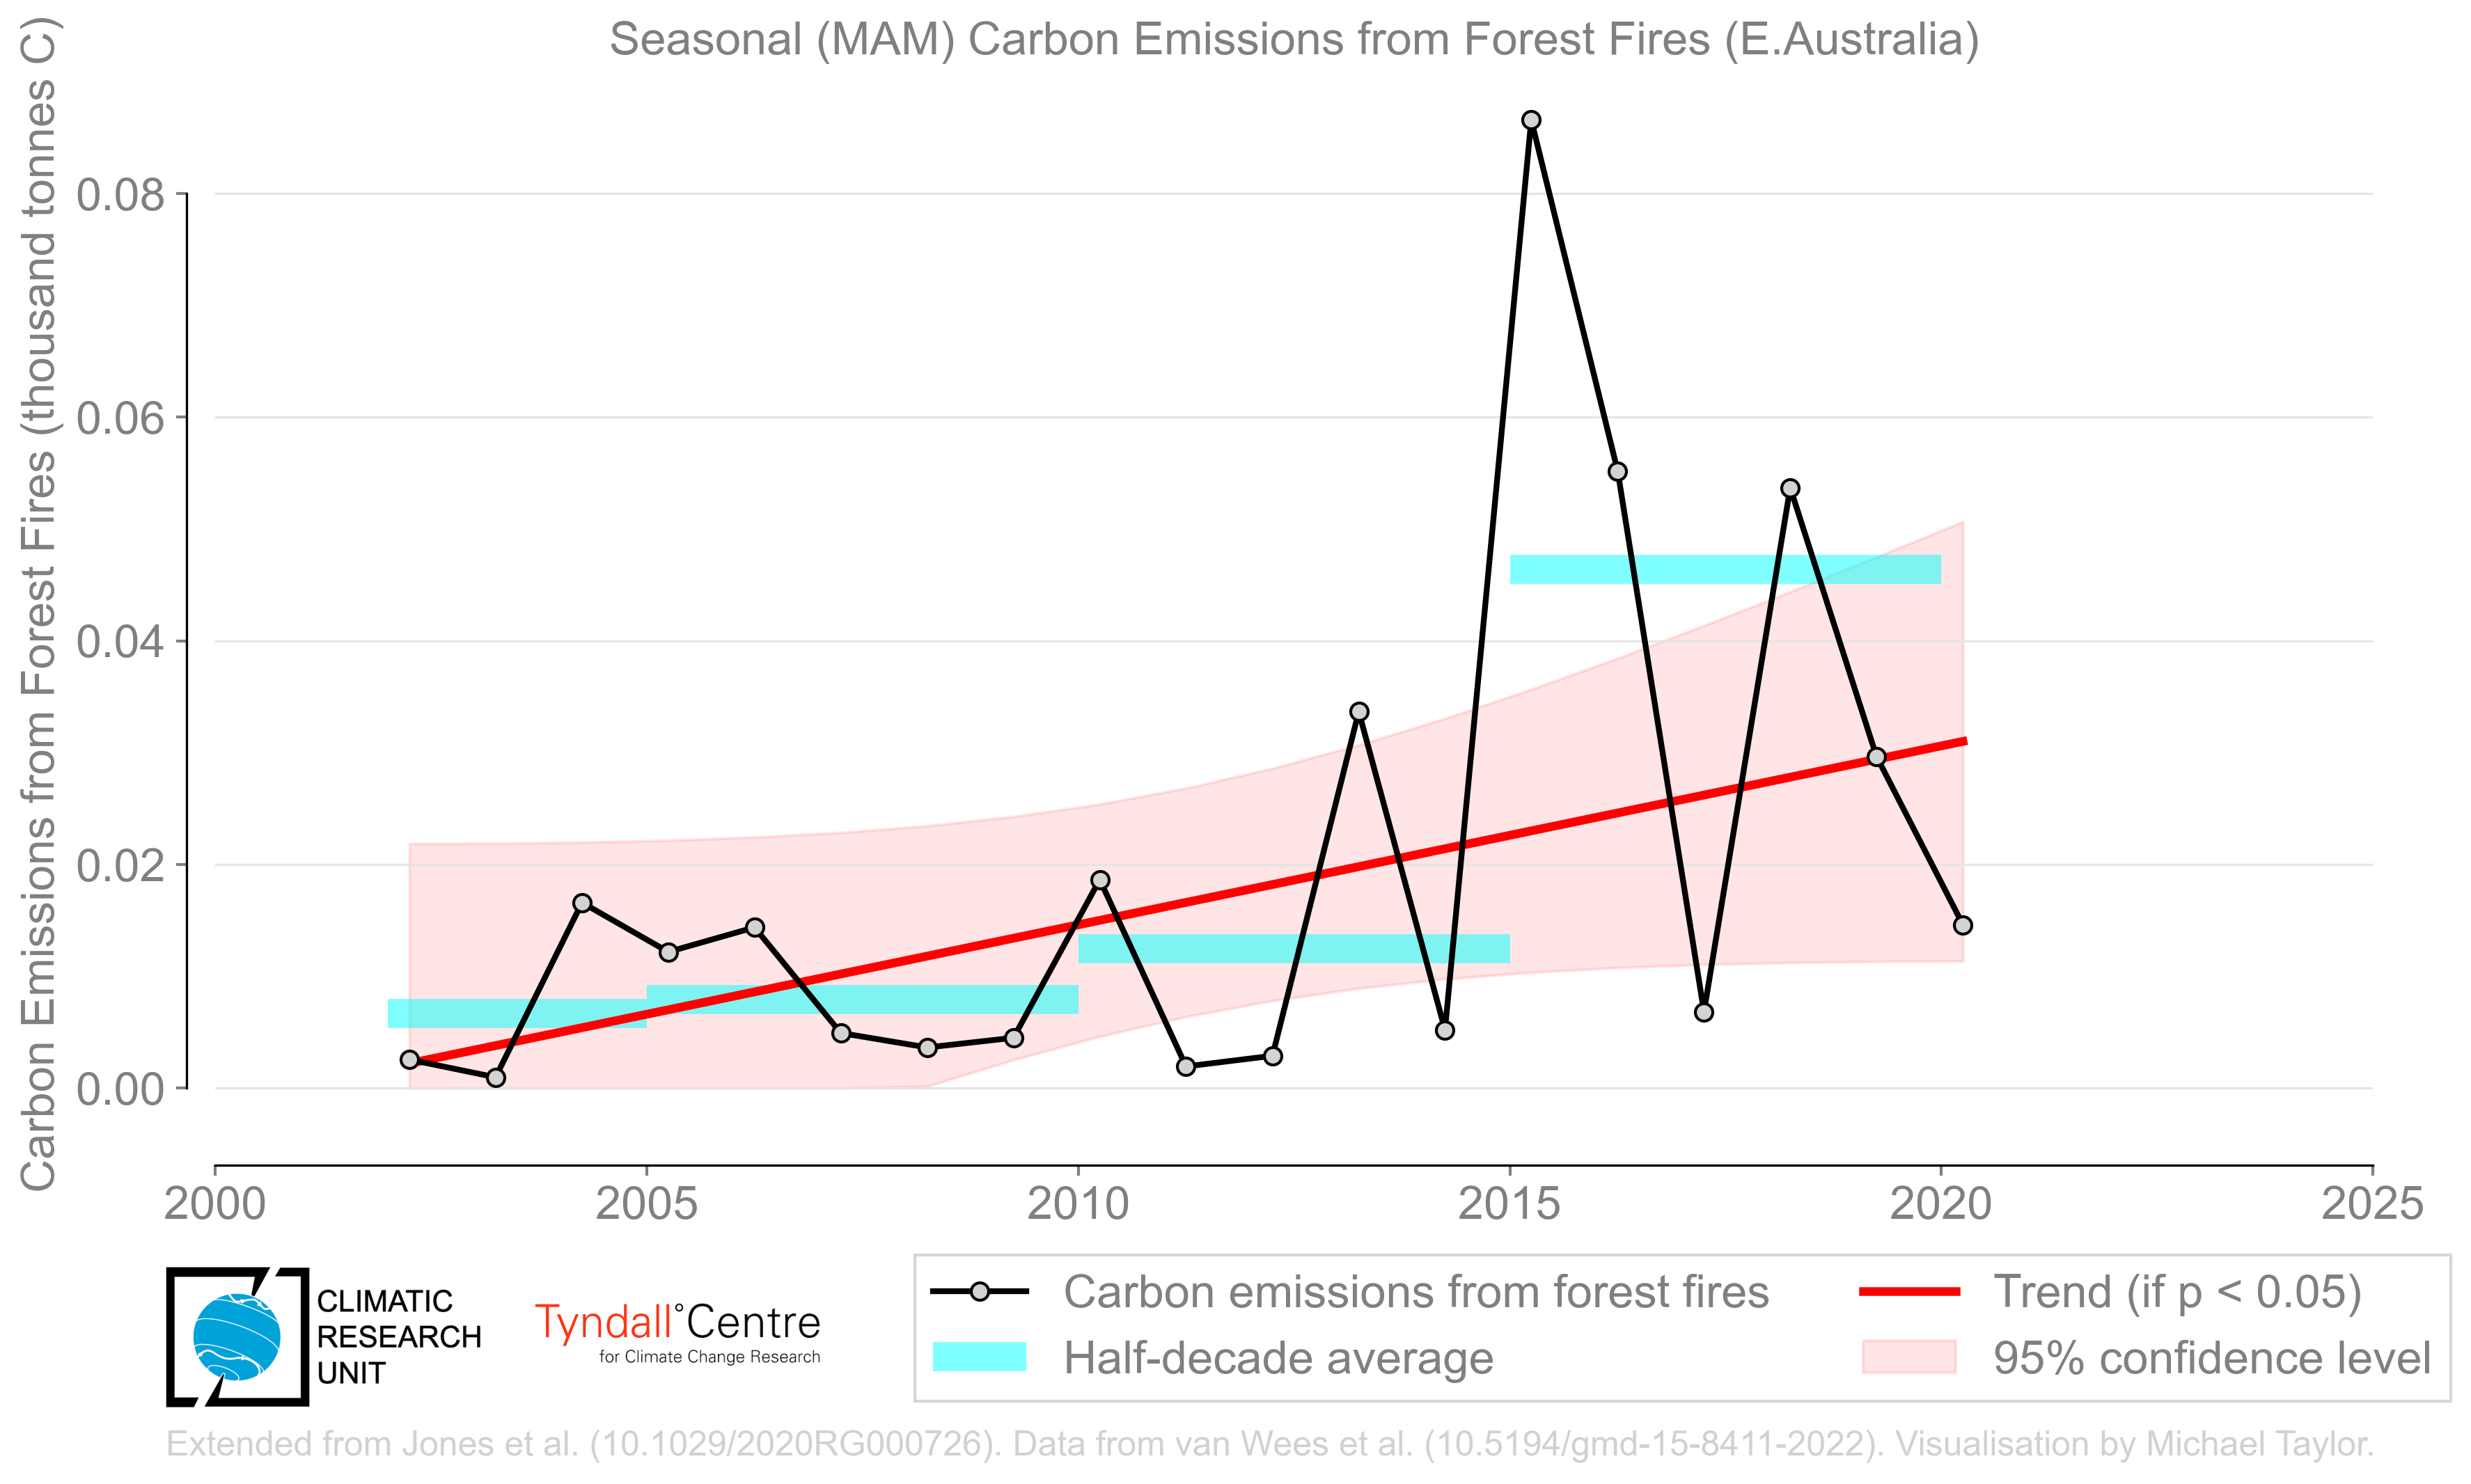 Seasonal (MAM) Carbon Emissions from Forest Fires (E.Australia)
Carbon Emissions from Forest Fires (thousand tonnes C)
0.08
0.06
0.04
0.02
0.00
2000 2005 2010 2015 2020 2025
CLIMATIC
RESEARCH
UNIT
Tyndall°Centre
for Climate Change Research
Carbon emissions from forest fires
Half-decade average
Trend (if p < 0.05)
95% confidence level
Extended from Jones et al. (10.1029/2020RG000726). Data from van Wees et al. (10.5194/gmd-15-8411-2022). Visualisation by Michael Taylor.